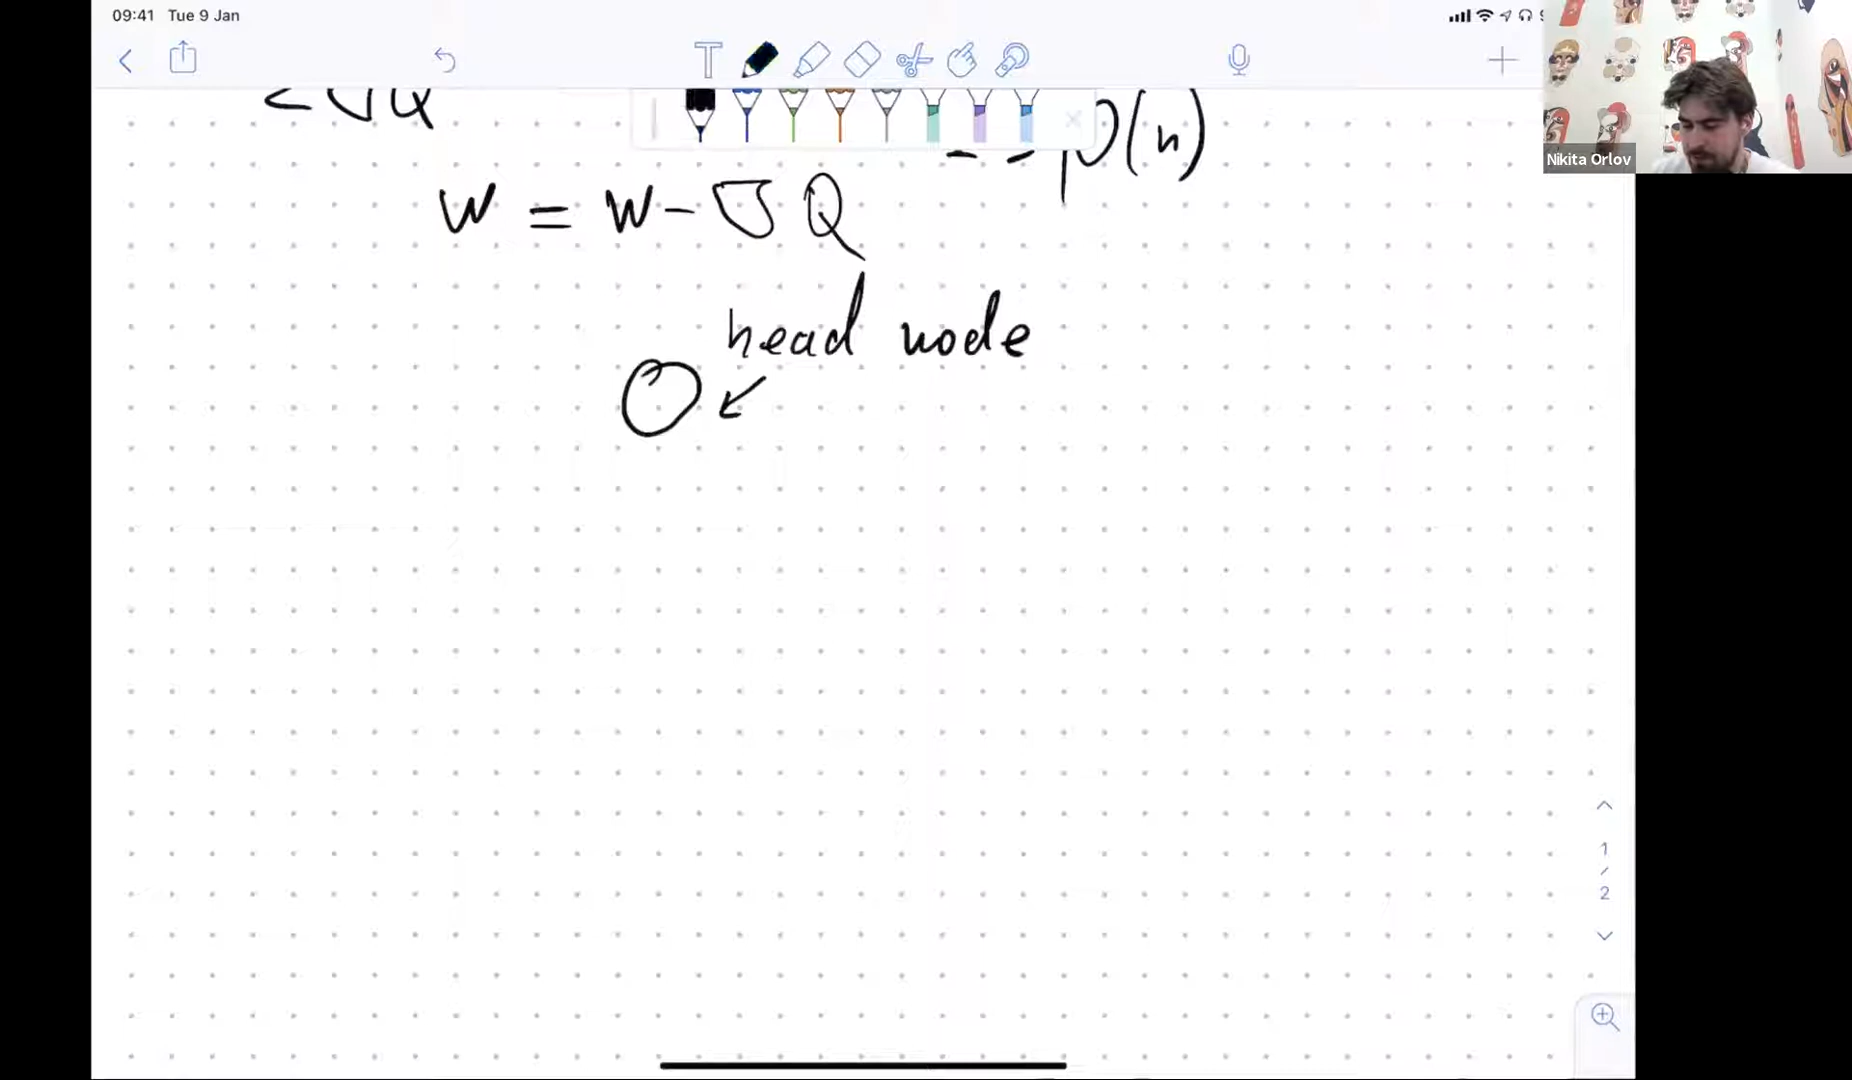 09:41 Tue 9 Jan
Nikita Orlov
T
∇Q
p(n)
w = w - ∇Q
head node
1
/
2